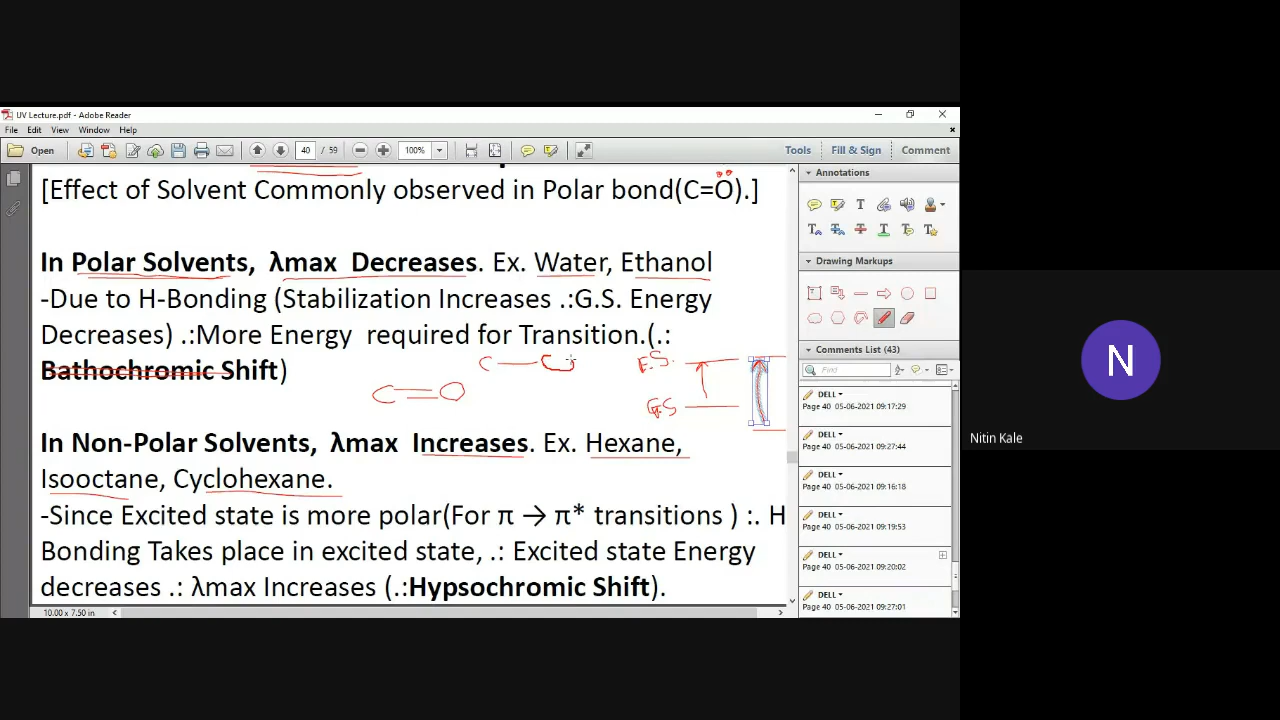 UV Lecture.pdf - Adobe Reader
File Edit View Window Help
Open 40 / 59 100% Tools Fill & Sign Comment
[Effect of Solvent Commonly observed in Polar bond(C=O).]
In Polar Solvents, λmax Decreases. Ex. Water, Ethanol
-Due to H-Bonding (Stabilization Increases .:G.S. Energy
Decreases) .:More Energy required for Transition.(.:
Bathochromic Shift)
C — O
E.S.
C = O
G.S
In Non-Polar Solvents, λmax Increases. Ex. Hexane,
Isooctane, Cyclohexane.
-Since Excited state is more polar(For π → π* transitions ) :. H
Bonding Takes place in excited state, .: Excited state Energy
decreases .: λmax Increases (.:Hypsochromic Shift).
10.00 x 7.50 in
Annotations
Drawing Markups
Comments List (43)
Find
DELL
Page 40 05-06-2021 09:17:29
DELL
Page 40 05-06-2021 09:27:44
DELL
Page 40 05-06-2021 09:16:18
DELL
Page 40 05-06-2021 09:19:53
DELL
Page 40 05-06-2021 09:20:02
DELL
Page 40 05-06-2021 09:27:01
N
Nitin Kale